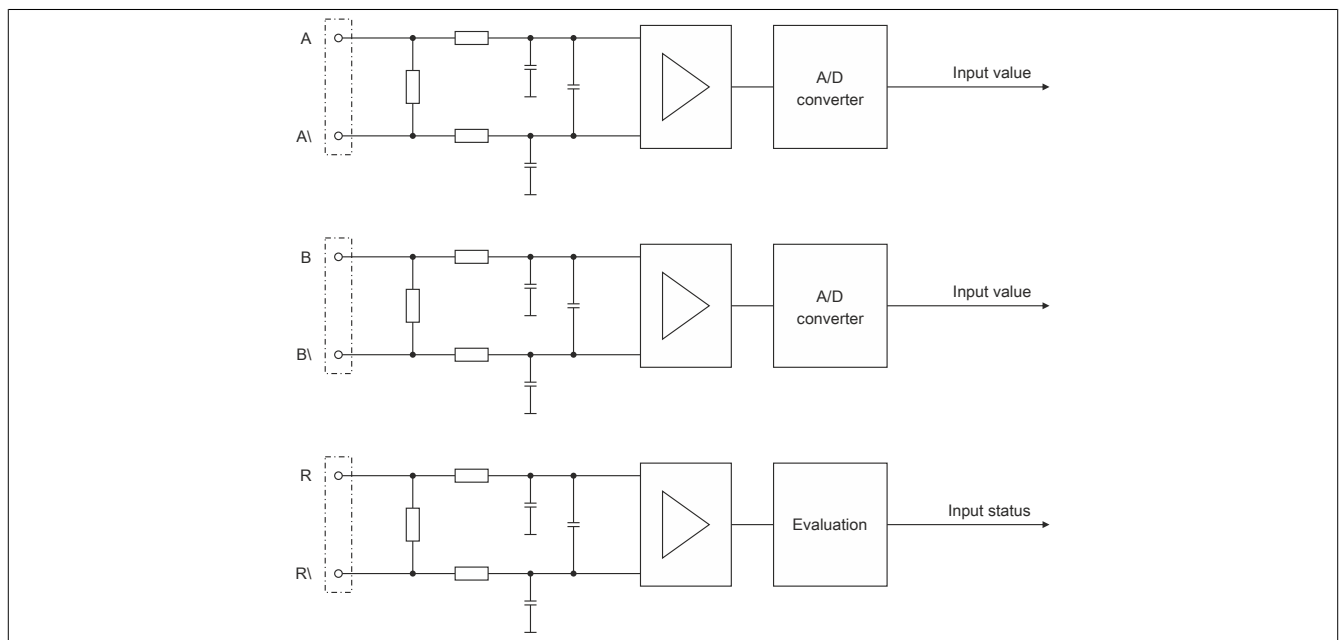 A
A\
A/D
converter
Input value
B
B\
A/D
converter
Input value
R
R\
Evaluation
Input status